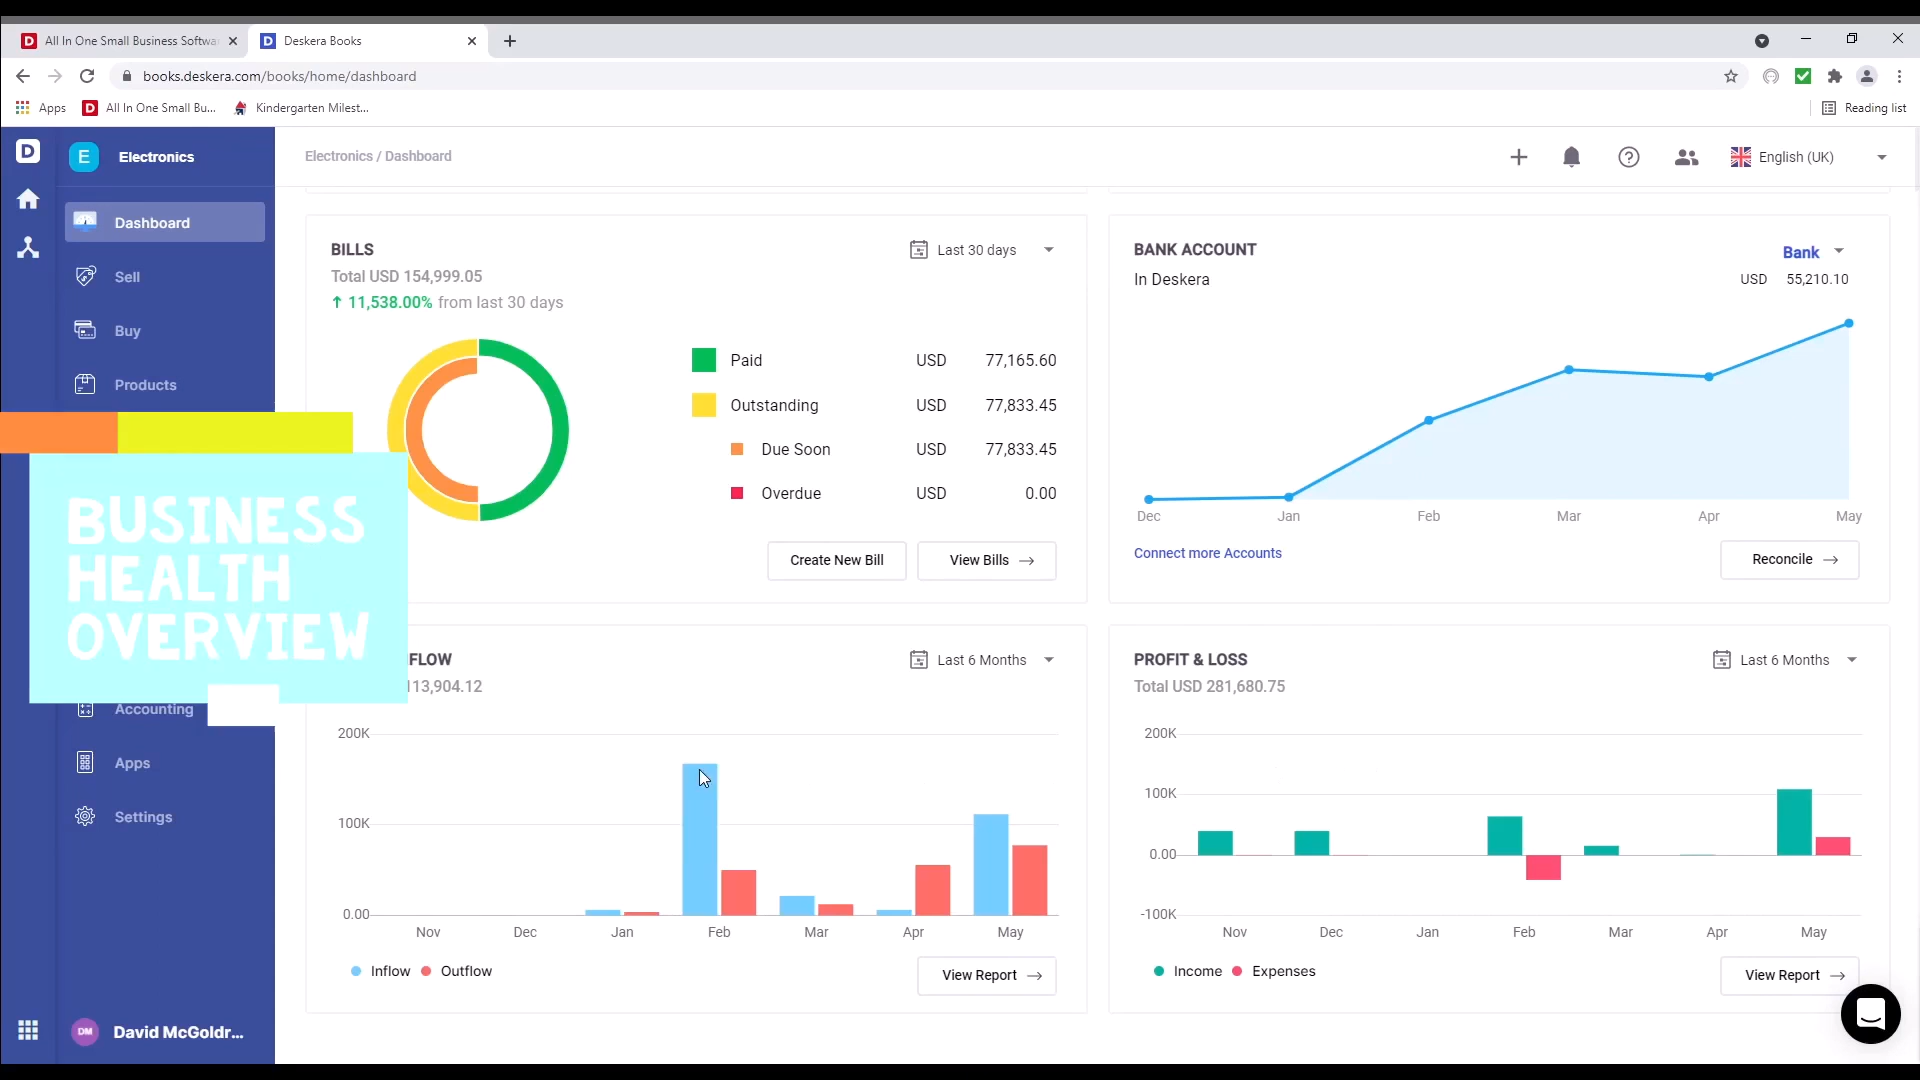 All In One Small Business Softwa
Deskera Books
books.deskera.com/books/home/dashboard
Apps
All In One Small Bu...
Kindergarten Milest...
Reading list
D
E
Electronics
Electronics / Dashboard
English (UK)
Dashboard
Sell
Buy
Products
Accounting
Apps
Settings
DM
David McGoldr...
BUSINESS
HEALTH
OVERVIEW
BILLS
Last 30 days
Total USD 154,999.05
↑ 11,538.00% from last 30 days
Paid USD 77,165.60
Outstanding USD 77,833.45
Due Soon USD 77,833.45
Overdue USD 0.00
Create New Bill
View Bills →
BANK ACCOUNT
Bank
In Deskera
USD 55,210.10
Dec Jan Feb Mar Apr May
Connect more Accounts
Reconcile →
FLOW
Last 6 Months
113,904.12
200K
100K
0.00
Nov Dec Jan Feb Mar Apr May
Inflow Outflow
View Report →
PROFIT & LOSS
Last 6 Months
Total USD 281,680.75
200K
100K
0.00
-100K
Nov Dec Jan Feb Mar Apr May
Income Expenses
View Report →